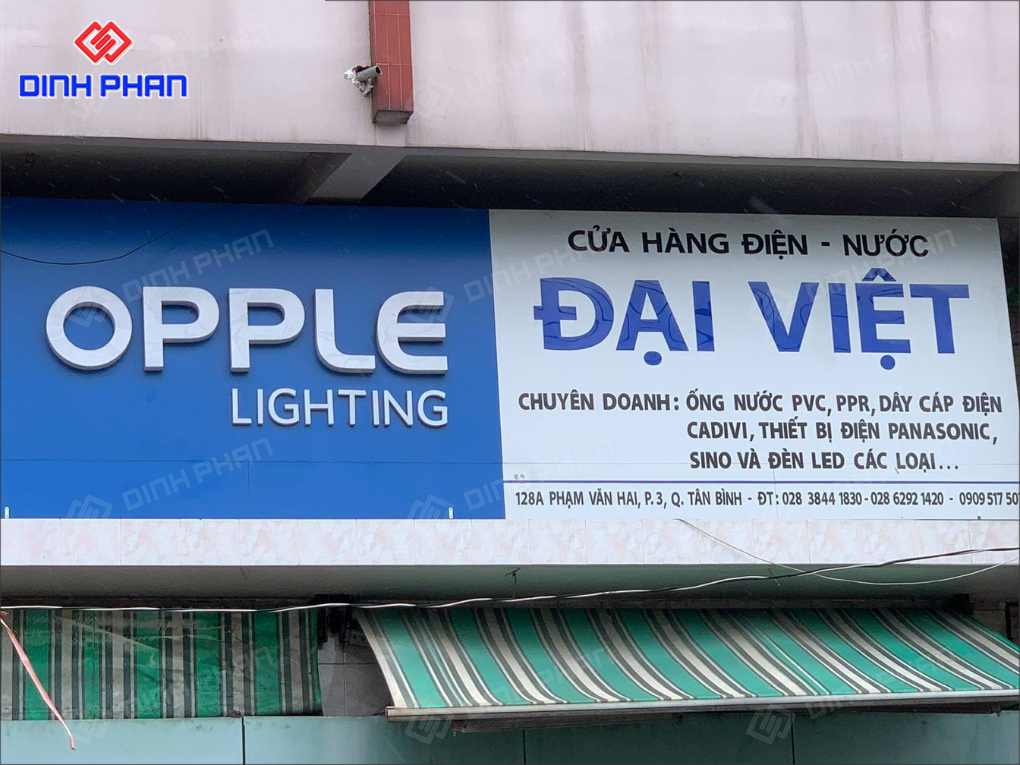 DINH PHAN
OPPLE
LIGHTING
CỬA HÀNG ĐIỆN - NƯỚC
ĐẠI VIỆT
CHUYÊN DOANH: ỐNG NƯỚC PVC, PPR, DÂY CÁP ĐIỆN
CADIVI, THIẾT BỊ ĐIỆN PANASONIC,
SINO VÀ ĐÈN LED CÁC LOẠI...
128A PHẠM VĂN HAI, P. 3, Q. TÂN BÌNH - ĐT: 028 3844 1830 - 028 6292 1420 - 0909 517